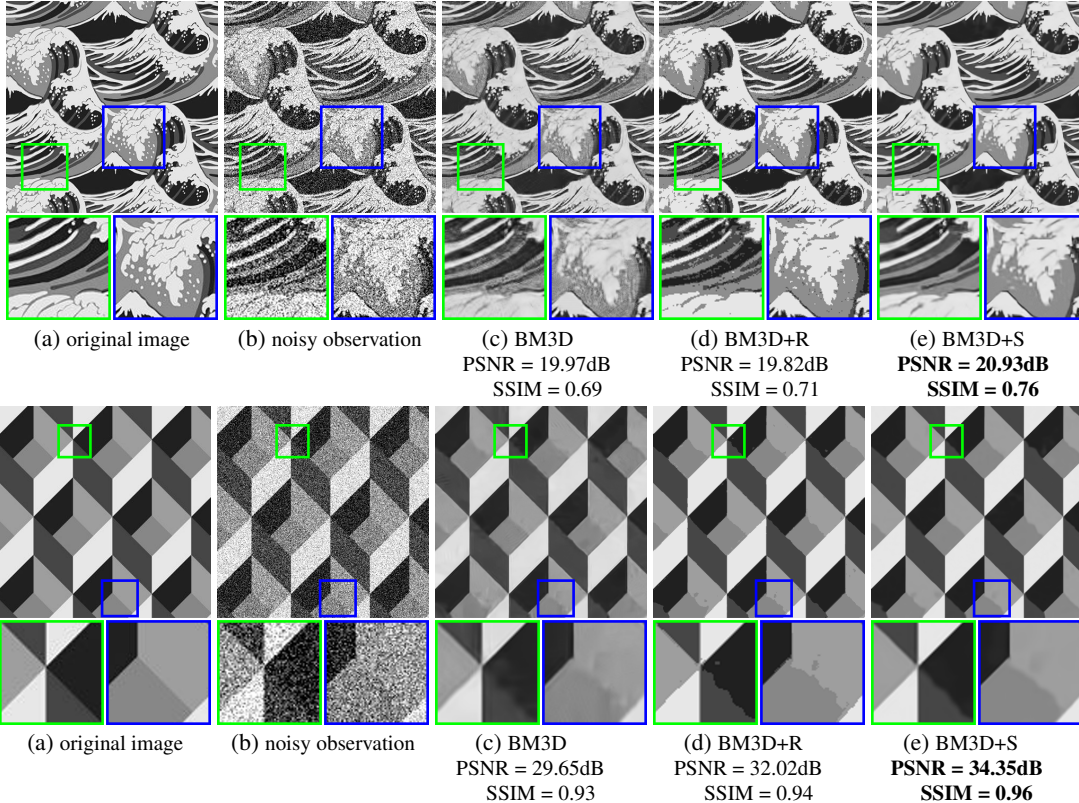 (a) original image
(b) noisy observation
(c) BM3D
PSNR = 19.97dB
SSIM = 0.69
(d) BM3D+R
PSNR = 19.82dB
SSIM = 0.71
(e) BM3D+S
PSNR = 20.93dB
SSIM = 0.76
(a) original image
(b) noisy observation
(c) BM3D
PSNR = 29.65dB
SSIM = 0.93
(d) BM3D+R
PSNR = 32.02dB
SSIM = 0.94
(e) BM3D+S
PSNR = 34.35dB
SSIM = 0.96